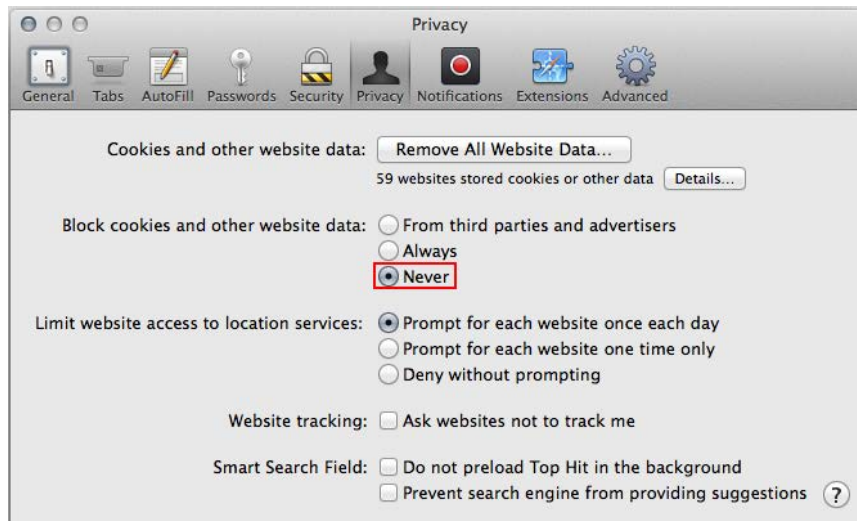 Privacy
General Tabs AutoFill Passwords Security Privacy Notifications Extensions Advanced
Cookies and other website data: Remove All Website Data...
59 websites stored cookies or other data Details...
Block cookies and other website data: From third parties and advertisers
Always
Never
Limit website access to location services: Prompt for each website once each day
Prompt for each website one time only
Deny without prompting
Website tracking: Ask websites not to track me
Smart Search Field: Do not preload Top Hit in the background
Prevent search engine from providing suggestions ?